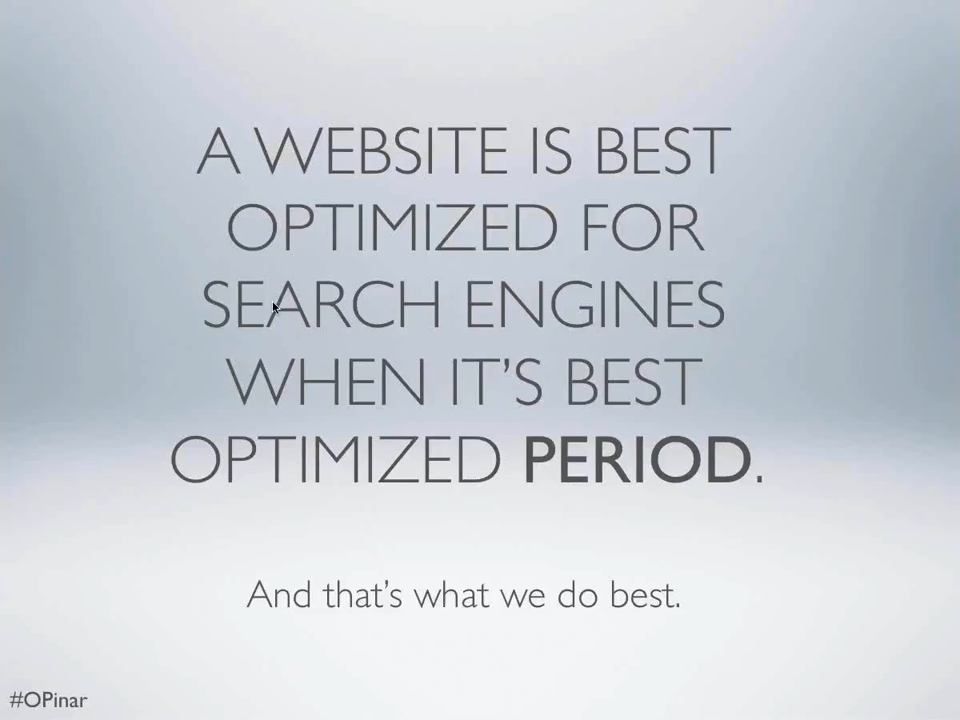 A WEBSITE IS BEST
OPTIMIZED FOR
SEARCH ENGINES
WHEN IT’S BEST
OPTIMIZED PERIOD.
And that’s what we do best.
#OPinar